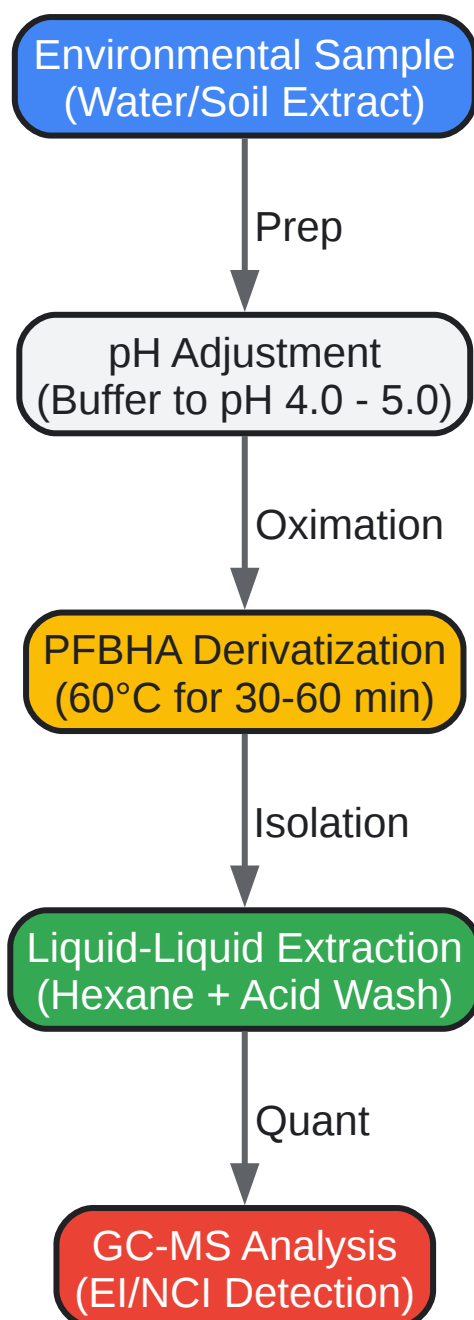 Environmental Sample
(Water/Soil Extract)
Prep
pH Adjustment
(Buffer to pH 4.0 - 5.0)
Oximation
PFBHA Derivatization
(60°C for 30-60 min)
Isolation
Liquid-Liquid Extraction
(Hexane + Acid Wash)
Quant
GC-MS Analysis
(EI/NCI Detection)